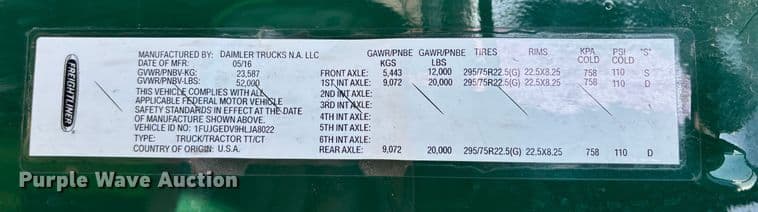 FREIGHTLINER
MANUFACTURED BY: DAIMLER TRUCKS N.A. LLC GAWR/PNBE GAWR/PNBE TIRES RIMS KPA PSI "S"
DATE OF MFR: 05/16 KGS LBS COLD COLD D
GVWR/PNBV-KG: 23,587 FRONT AXLE: 5,443 12,000 295/75R22.5(G) 22.5X8.25 758 110 S
GVWR/PNBV-LBS: 52,000 1ST INT AXLE: 9,072 20,000 295/75R22.5(G) 22.5X8.25 758 110 D
THIS VEHICLE COMPLIES WITH ALL 2ND INT AXLE:
APPLICABLE FEDERAL MOTOR VEHICLE 3RD INT AXLE:
SAFETY STANDARDS IN EFFECT AT THE DATE 4TH INT AXLE:
OF MANUFACTURE SHOWN ABOVE. 5TH INT AXLE:
VEHICLE ID NO: 1FUJGEDV9HLJA8022
TYPE: TRUCK/TRACTOR TT/CT 6TH INT AXLE:
COUNTRY OF ORIGIN: U.S.A. REAR AXLE: 9,072 20,000 295/75R22.5(G) 22.5X8.25 758 110 D
Purple Wave Auction